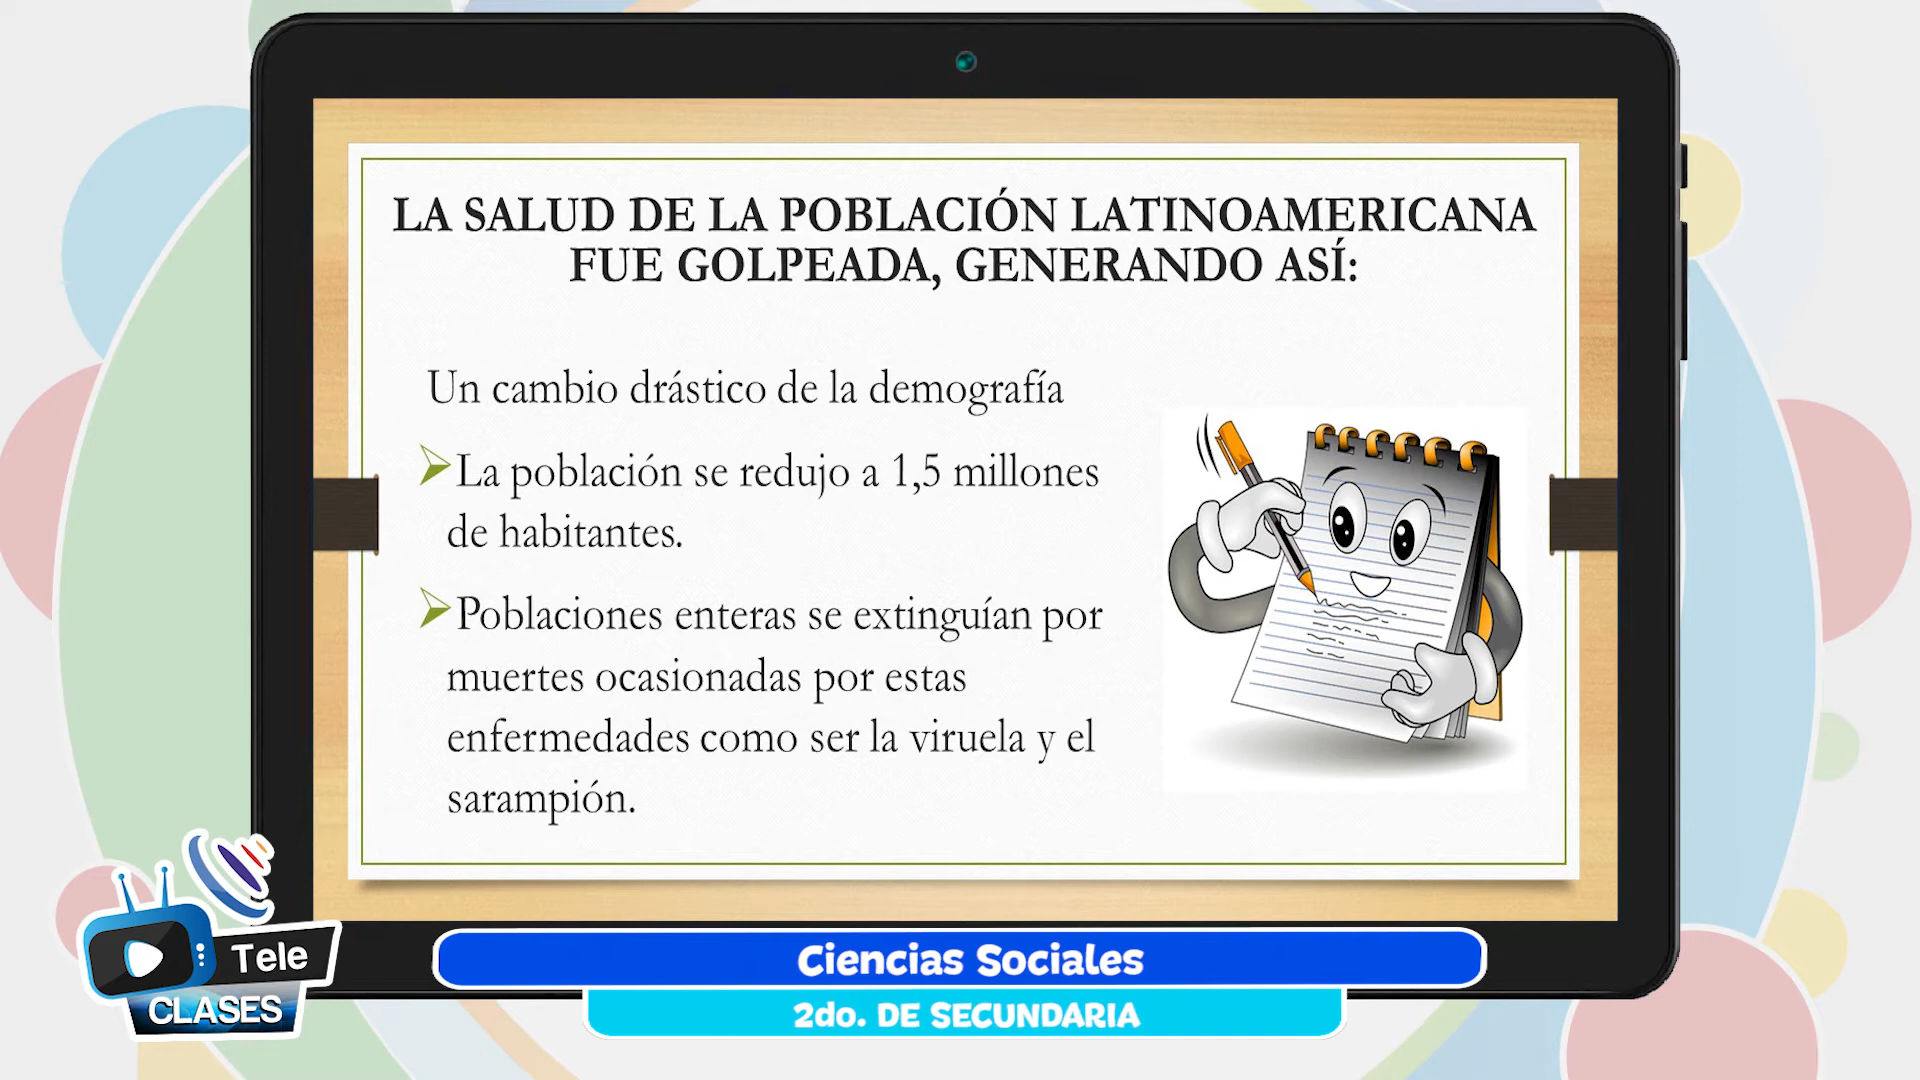 LA SALUD DE LA POBLACIÓN LATINOAMERICANA
FUE GOLPEADA, GENERANDO ASÍ:
Un cambio drástico de la demografía
La población se redujo a 1,5 millones
de habitantes.
Poblaciones enteras se extinguían por
muertes ocasionadas por estas
enfermedades como ser la viruela y el
sarampión.
Tele
CLASES
Ciencias Sociales
2do. DE SECUNDARIA